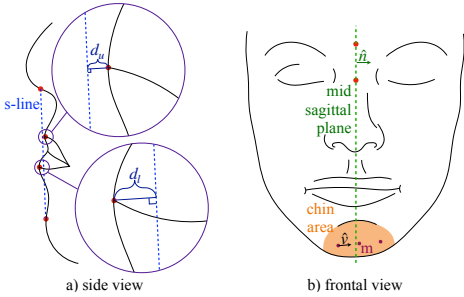 d_u
s-line
d_l
a) side view
n̂
mid
sagittal
plane
chin
area
v̂
m
b) frontal view